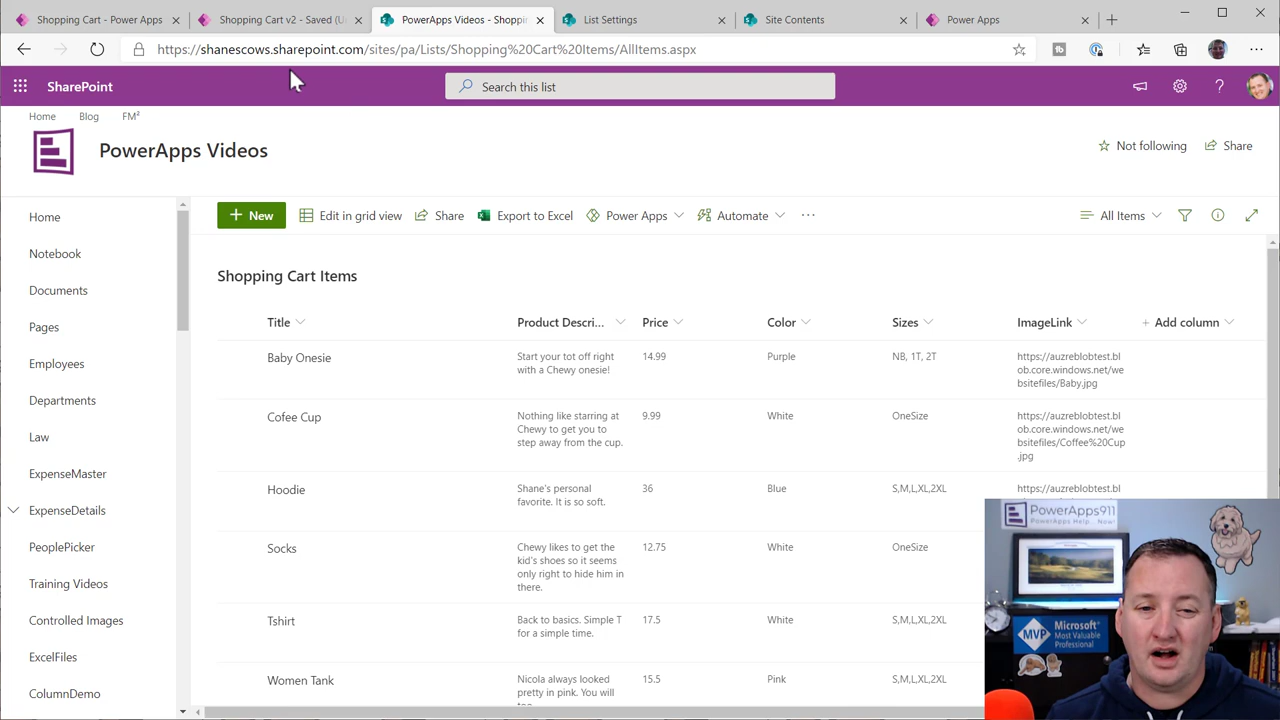 Shopping Cart - Power Apps
Shopping Cart v2 - Saved (U
PowerApps Videos - Shoppi
List Settings
Site Contents
Power Apps
https://shanescows.sharepoint.com/sites/pa/Lists/Shopping%20Cart%20Items/AllItems.aspx
SharePoint
Search this list
Home
Blog
FM²
PowerApps Videos
Not following
Share
New
Edit in grid view
Share
Export to Excel
Power Apps
Automate
All Items
Home
Notebook
Documents
Pages
Employees
Departments
Law
ExpenseMaster
ExpenseDetails
PeoplePicker
Training Videos
Controlled Images
ExcelFiles
ColumnDemo
Shopping Cart Items
Title
Product Descri...
Price
Color
Sizes
ImageLink
Add column
Baby Onesie
Start your tot off right
with a Chewy onesie!
14.99
Purple
NB, 1T, 2T
https://auzreblobtest.bl
ob.core.windows.net/we
bsitefiles/Baby.jpg
Cofee Cup
Nothing like starring at
Chewy to get you to
step away from the cup.
9.99
White
OneSize
https://auzreblobtest.bl
ob.core.windows.net/we
bsitefiles/Coffee%20Cup
.jpg
Hoodie
Shane's personal
favorite. It is so soft.
36
Blue
S,M,L,XL,2XL
https://auzreblobtest.bl
Socks
Chewy likes to get the
kid's shoes so it seems
only right to hide him in
there.
12.75
White
OneSize
Tshirt
Back to basics. Simple T
for a simple time.
17.5
White
S,M,L,XL,2XL
Women Tank
Nicola always looked
pretty in pink. You will
too
15.5
Pink
S,M,L,XL,2XL
PowerApps911
PowerApps Help... Now!
Microsoft®
MVP
Most Valuable
Professional